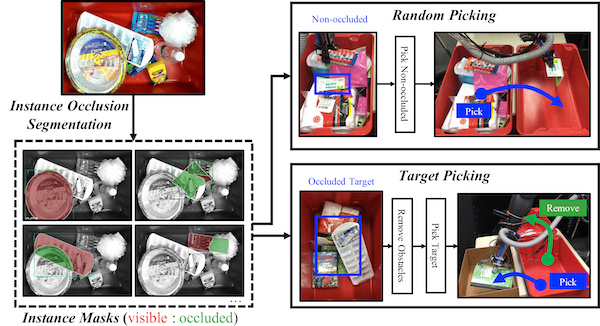 Instance Occlusion
Segmentation
Instance Masks (visible : occluded)
...
Random Picking
Non-occluded
Pick Non-occluded
Pick
Target Picking
Occluded Target
Remove Obstacles
Pick Target
Remove
Pick